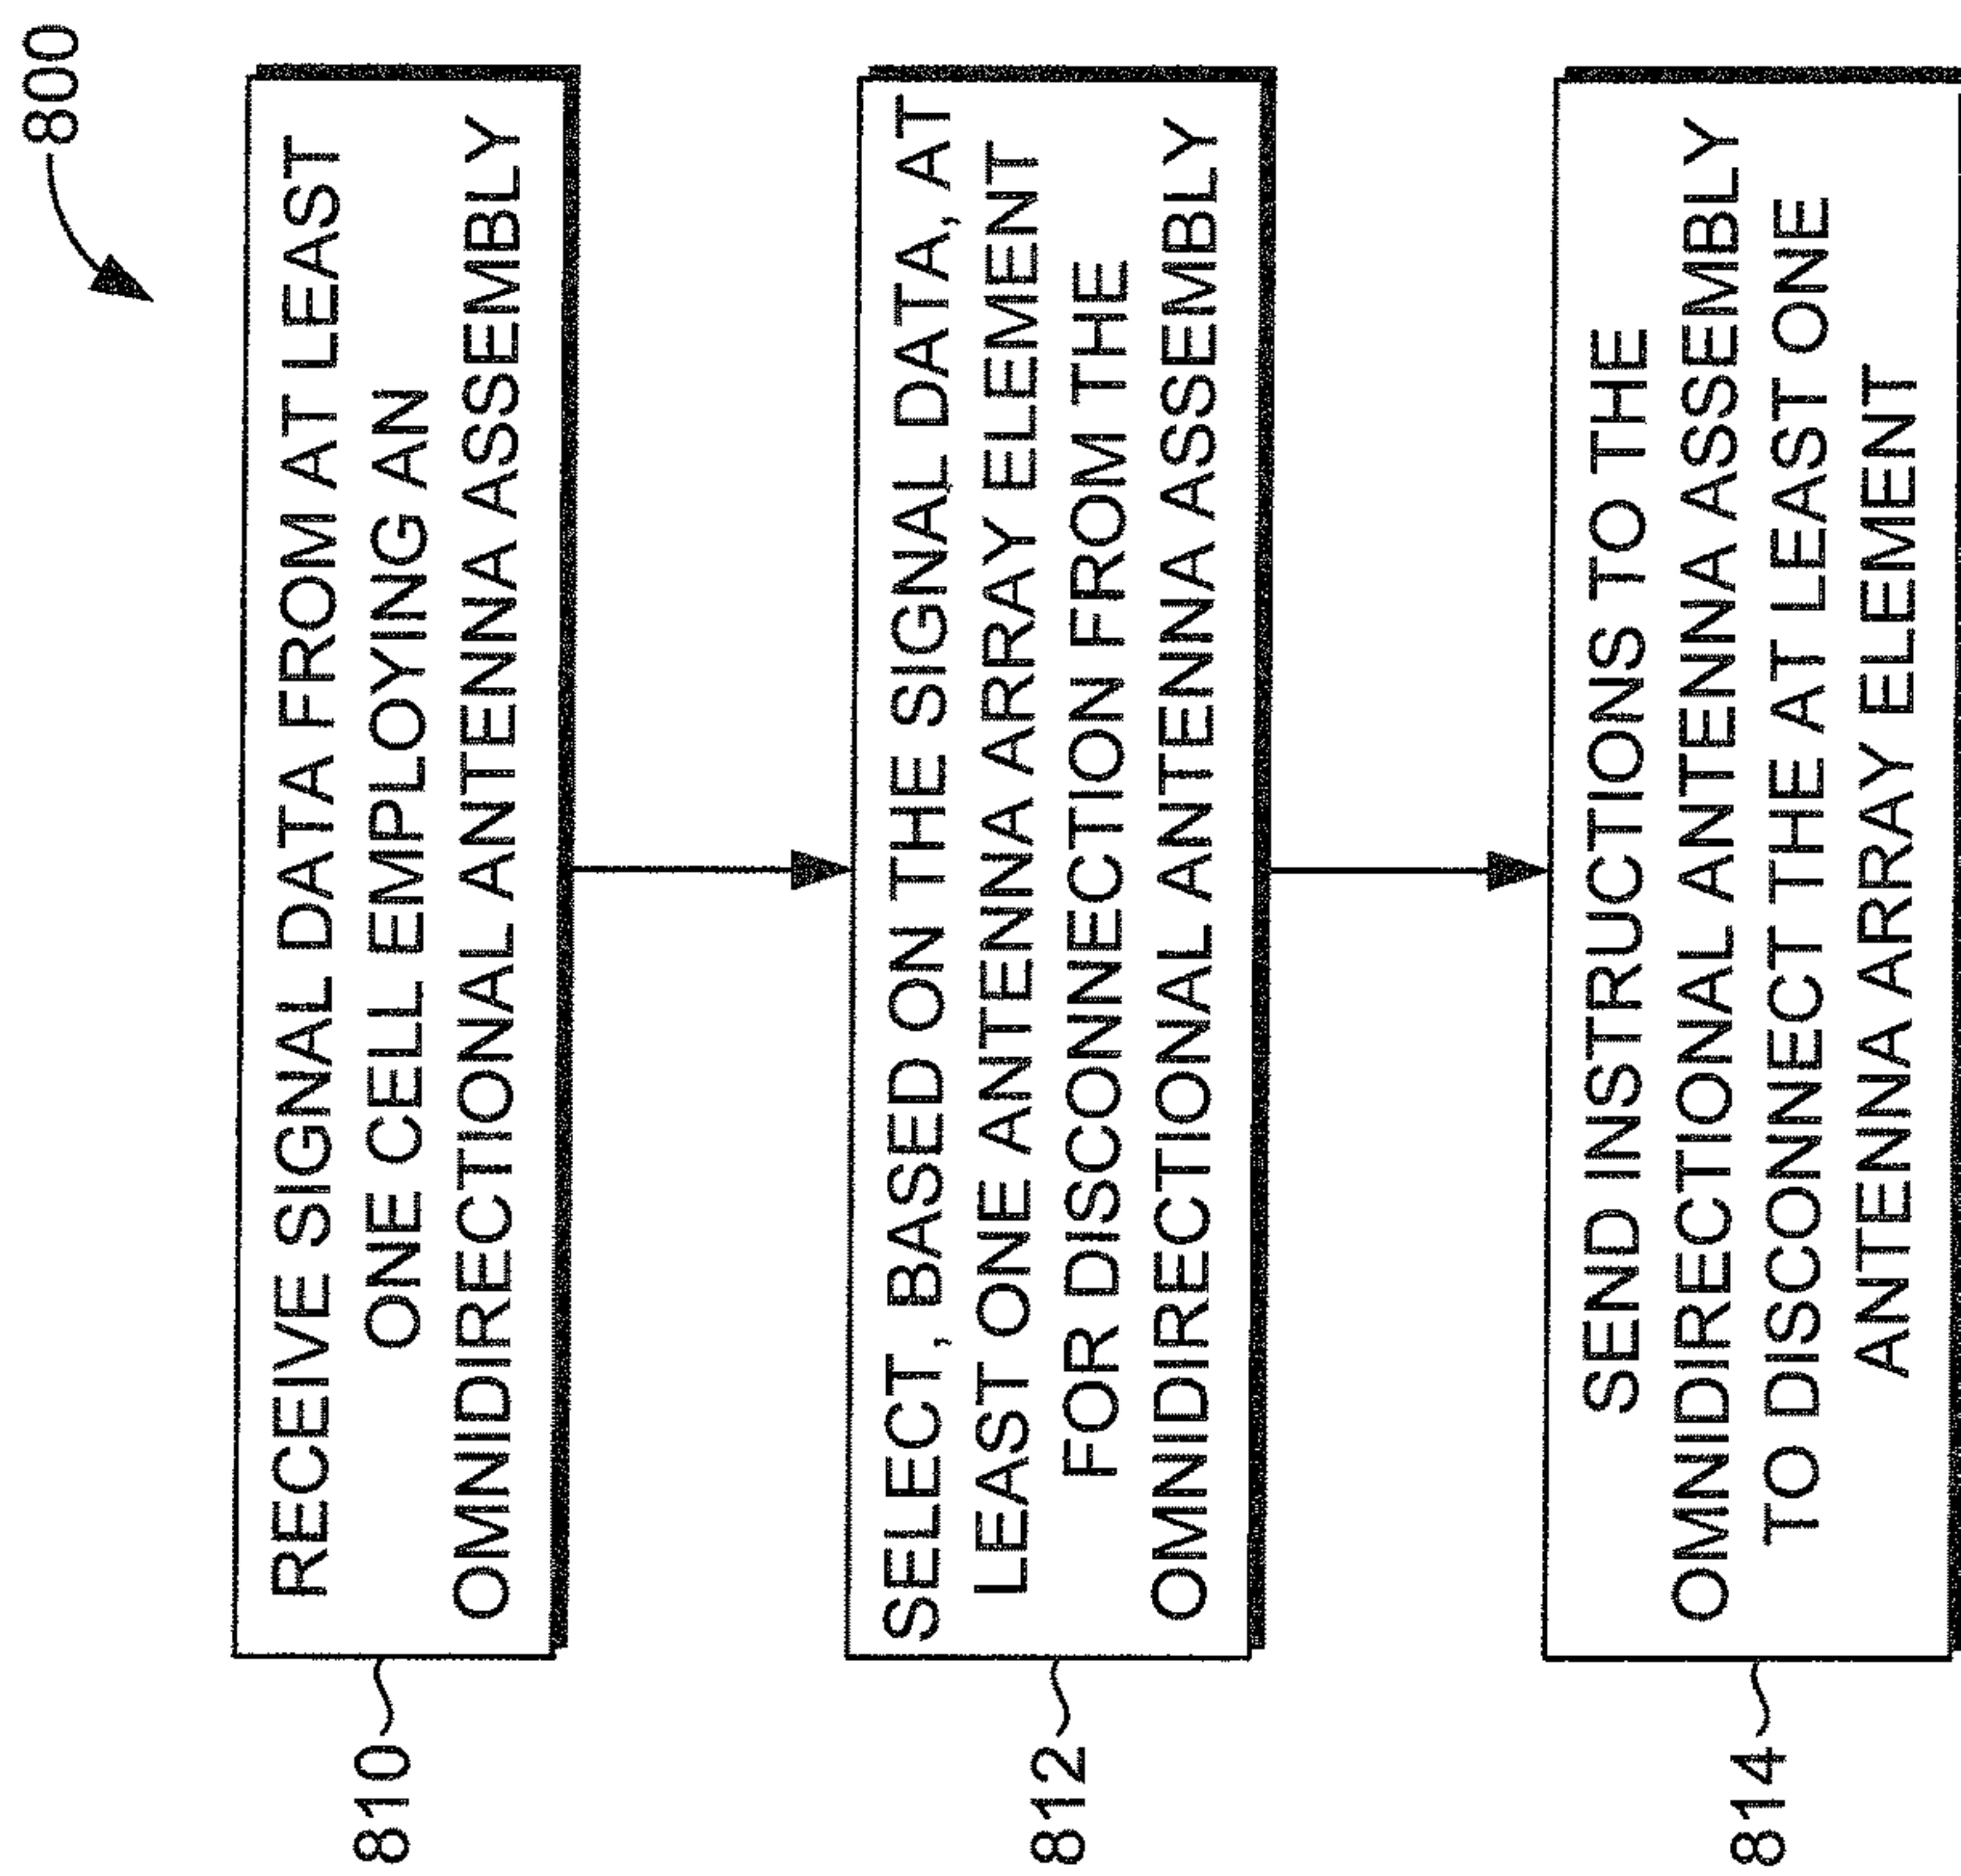 800
810
RECEIVE SIGNAL DATA FROM AT LEAST
ONE CELL EMPLOYING AN
OMNIDIRECTIONAL ANTENNA ASSEMBLY
812
SELECT, BASED ON THE SIGNAL DATA, AT
LEAST ONE ANTENNA ARRAY ELEMENT
FOR DISCONNECTION FROM THE
OMNIDIRECTIONAL ANTENNA ASSEMBLY
814
SEND INSTRUCTIONS TO THE
OMNIDIRECTIONAL ANTENNA ASSEMBLY
TO DISCONNECT THE AT LEAST ONE
ANTENNA ARRAY ELEMENT